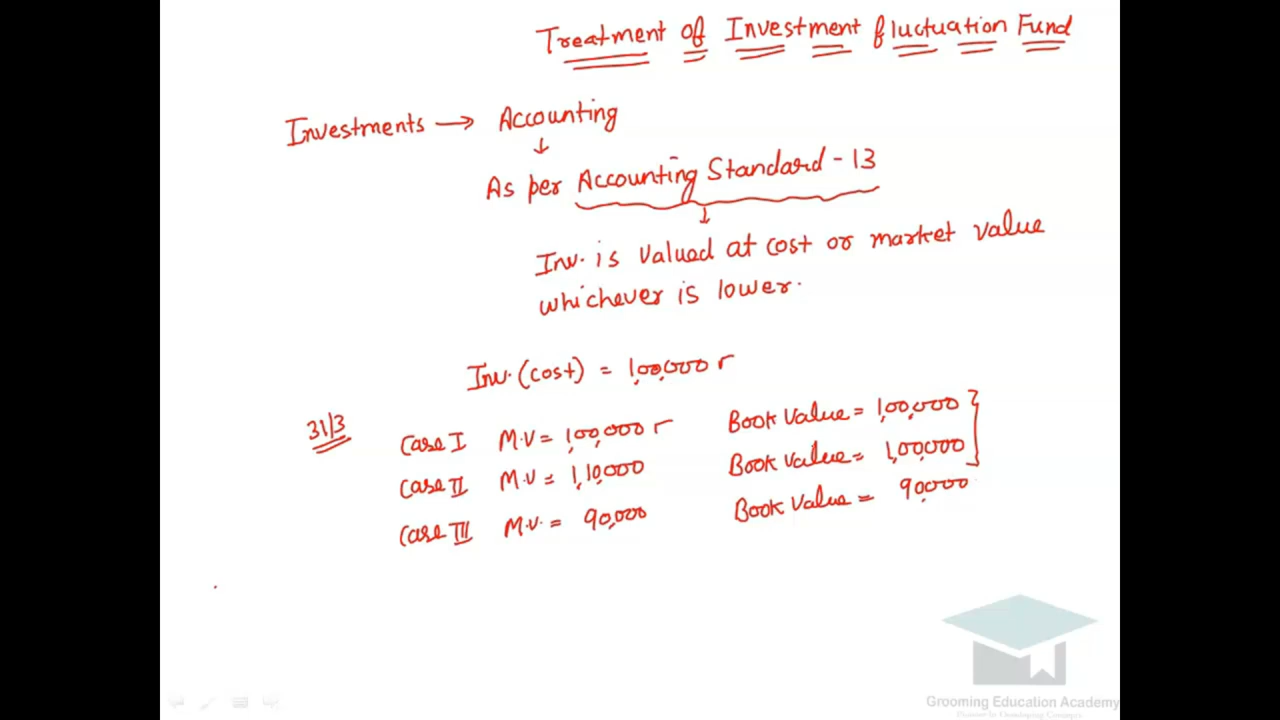 Treatment of Investment fluctuation Fund
Investments → Accounting
↓
As per Accounting Standard - 13
↓
Inv. is valued at cost or market value
whichever is lower.
Inv. (cost) = 1,00,000
31/3
Case I M.V = 1,00,000 Book Value = 1,00,000
Case II M.V = 1,10,000 Book Value = 1,00,000
Case III M.V. = 90,000 Book Value = 90,000
Grooming Education Academy